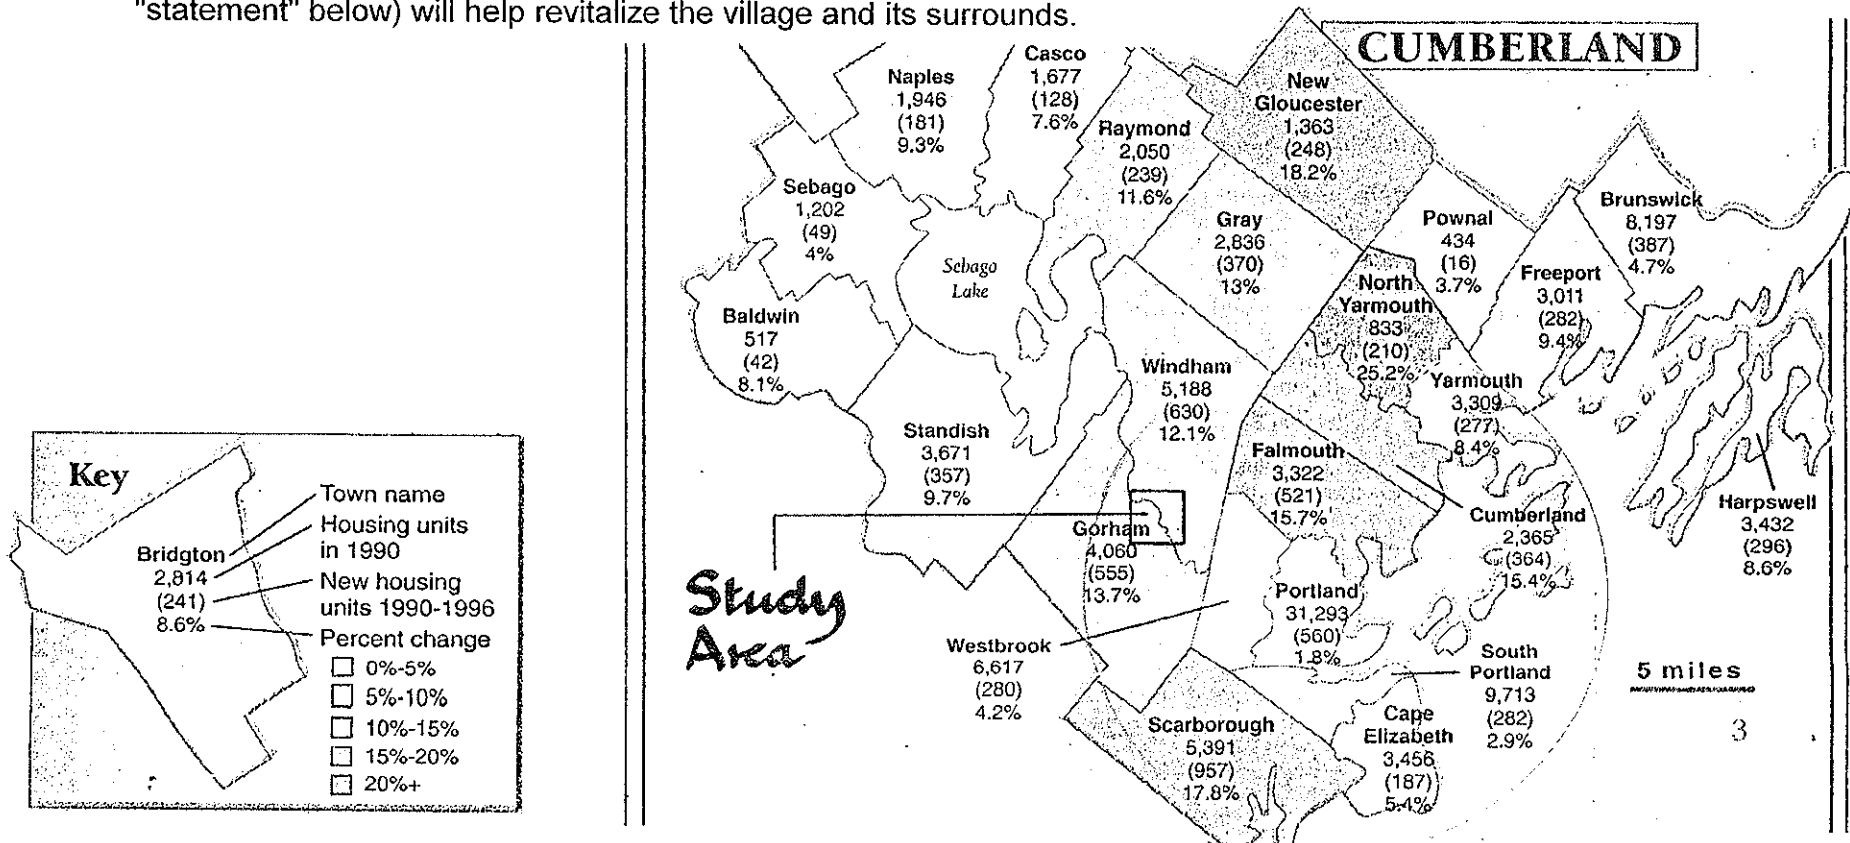 "statement" below) will help revitalize the village and its surrounds.
CUMBERLAND
Naples
1,946
(181)
9.3%
Casco
1,677
(128)
7.6%
Raymond
2,050
(239)
11.6%
New
Gloucester
1,363
(248)
18.2%
Sebago
1,202
(49)
4%
Sebago
Lake
Gray
2,836
(370)
13%
Pownal
434
(16)
3.7%
Brunswick
8,197
(387)
4.7%
Freeport
3,011
(282)
9.4%
North
Yarmouth
833
(210)
25.2%
Baldwin
517
(42)
8.1%
Windham
5,188
(630)
12.1%
Yarmouth
3,309
(277)
8.4%
Standish
3,671
(357)
9.7%
Falmouth
3,322
(521)
15.7%
Cumberland
2,365
(364)
15.4%
Harpswell
3,432
(296)
8.6%
Gorham
4,060
(555)
13.7%
Study
Area
Portland
31,293
(560)
1.8%
Westbrook
6,617
(280)
4.2%
South
Portland
9,713
(282)
2.9%
Scarborough
5,391
(957)
17.8%
Cape
Elizabeth
3,456
(187)
5.4%
5 miles
3
Key
Town name
Housing units
in 1990
New housing
units 1990-1996
Percent change
Bridgton
2,814
(241)
8.6%
0%-5%
5%-10%
10%-15%
15%-20%
20%+